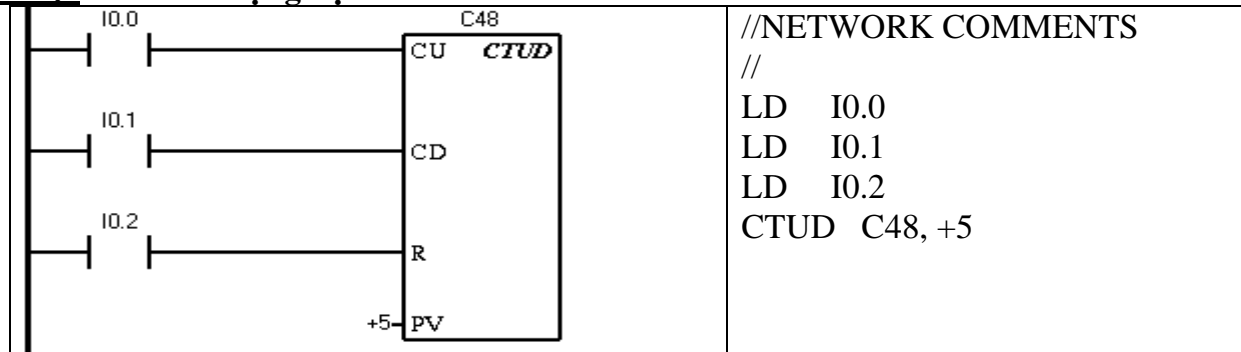 I0.0
C48
CU CTUD
I0.1
CD
I0.2
R
+5 PV
//NETWORK COMMENTS
//
LD I0.0
LD I0.1
LD I0.2
CTUD C48, +5